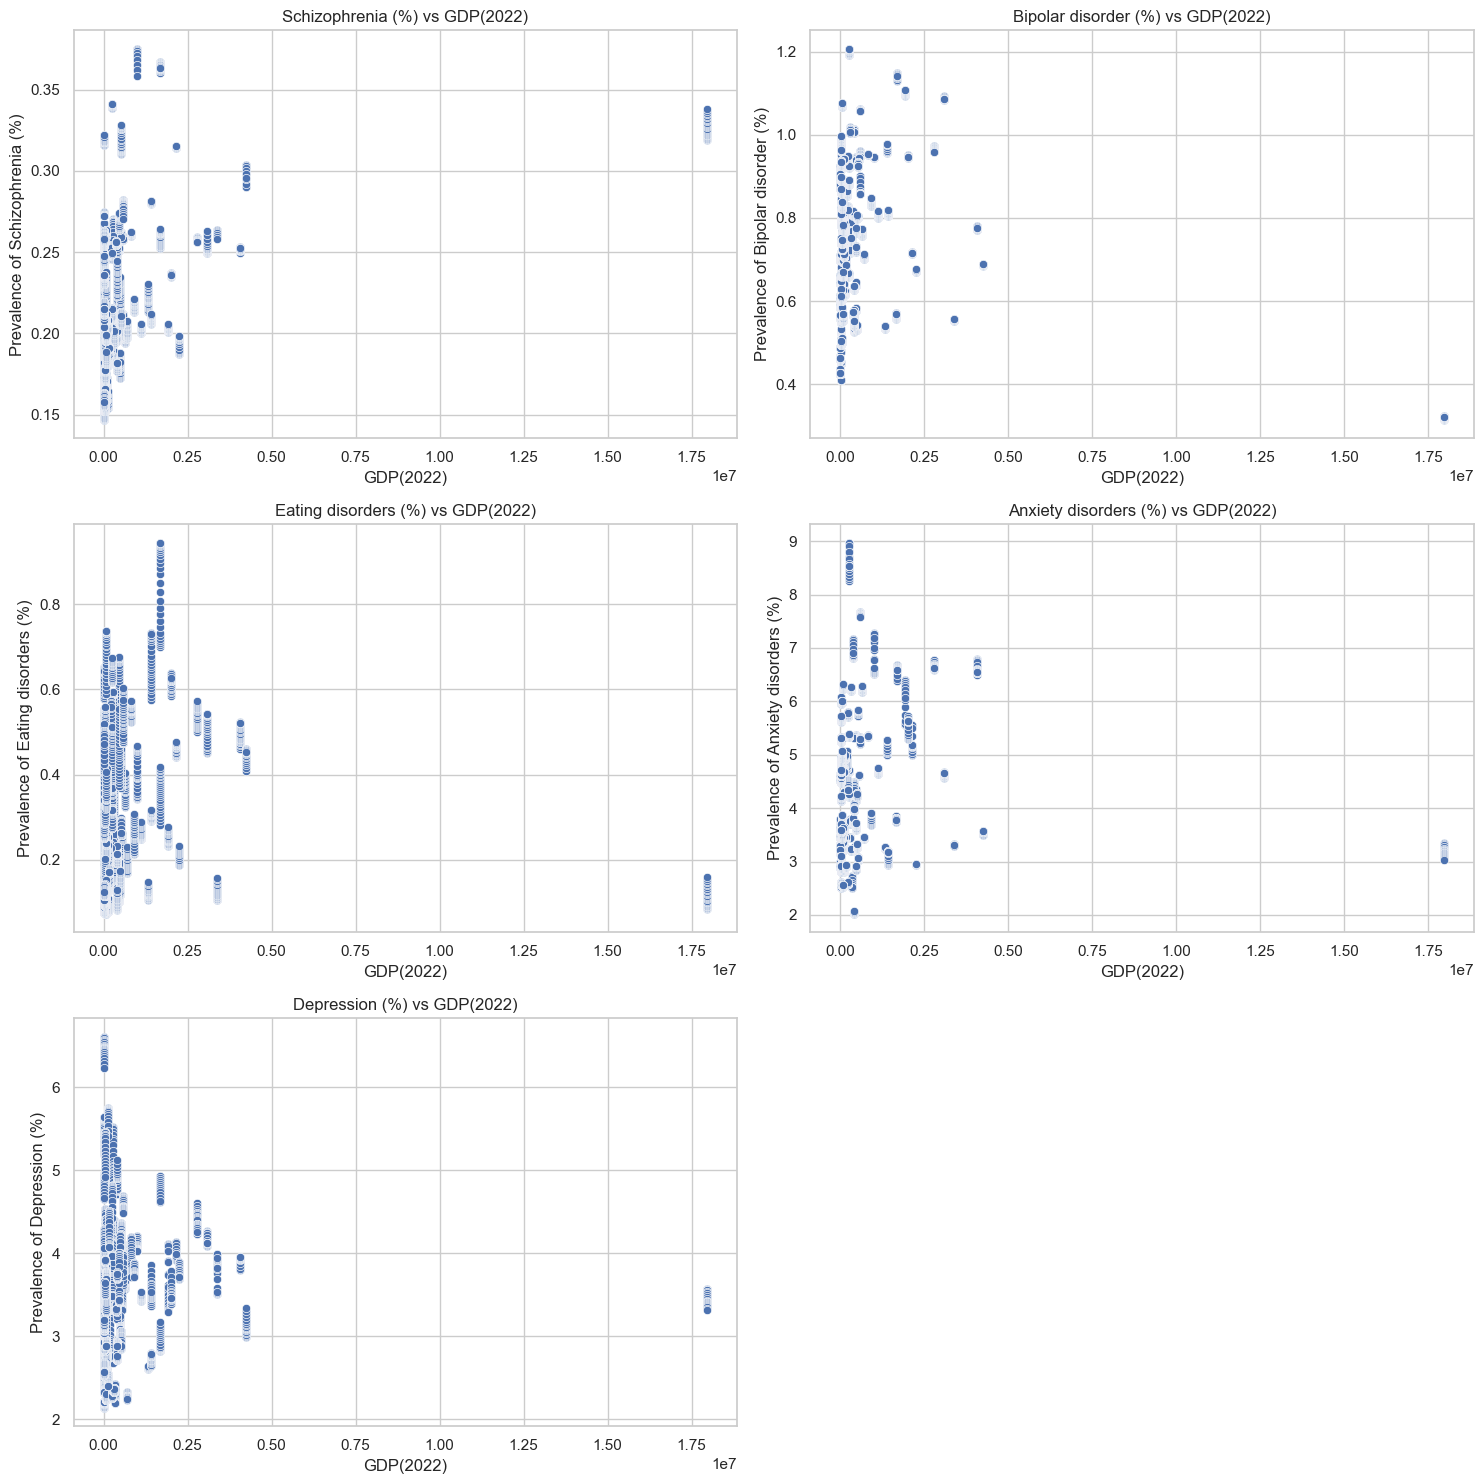 Schizophrenia (%) vs GDP(2022)
Prevalence of Schizophrenia (%)
0.35
0.30
0.25
0.20
0.15
0.00 0.25 0.50 0.75 1.00 1.25 1.50 1.75
1e7
GDP(2022)
Bipolar disorder (%) vs GDP(2022)
Prevalence of Bipolar disorder (%)
1.2
1.0
0.8
0.6
0.4
0.00 0.25 0.50 0.75 1.00 1.25 1.50 1.75
1e7
GDP(2022)
Eating disorders (%) vs GDP(2022)
Prevalence of Eating disorders (%)
0.8
0.6
0.4
0.2
0.00 0.25 0.50 0.75 1.00 1.25 1.50 1.75
1e7
GDP(2022)
Anxiety disorders (%) vs GDP(2022)
Prevalence of Anxiety disorders (%)
9
8
7
6
5
4
3
2
0.00 0.25 0.50 0.75 1.00 1.25 1.50 1.75
1e7
GDP(2022)
Depression (%) vs GDP(2022)
Prevalence of Depression (%)
6
5
4
3
2
0.00 0.25 0.50 0.75 1.00 1.25 1.50 1.75
1e7
GDP(2022)